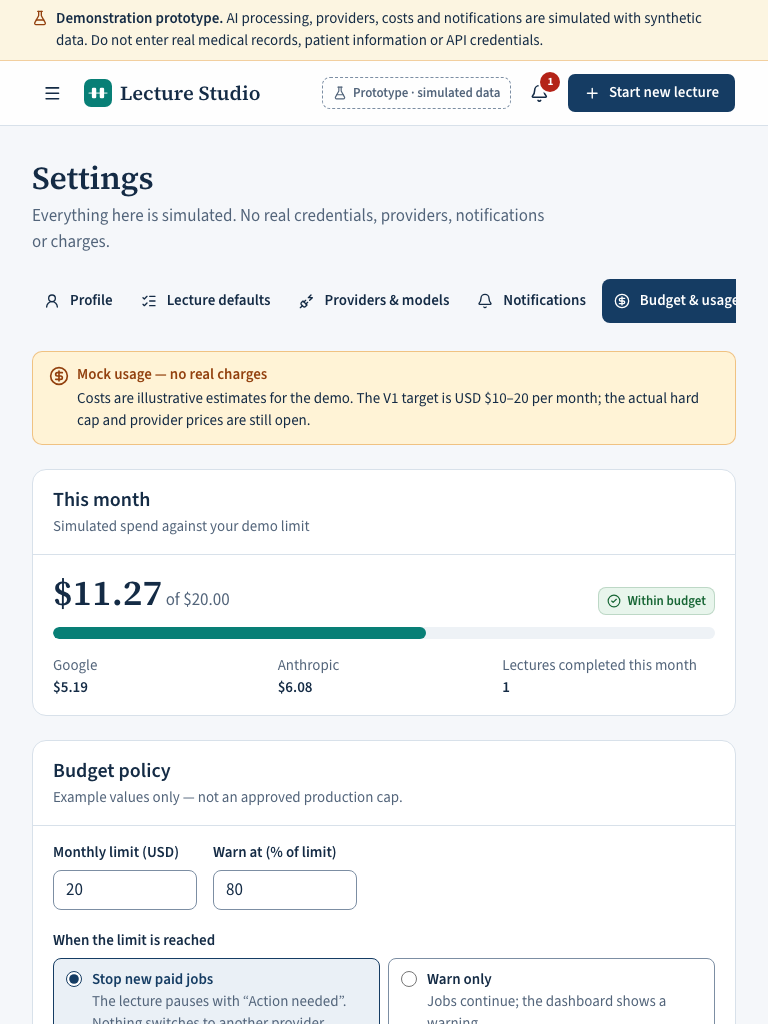 Demonstration prototype. AI processing, providers, costs and notifications are simulated with synthetic
data. Do not enter real medical records, patient information or API credentials.
Lecture Studio
Prototype · simulated data
1
Start new lecture
Settings
Everything here is simulated. No real credentials, providers, notifications
or charges.
Profile
Lecture defaults
Providers & models
Notifications
Budget & usage
Mock usage — no real charges
Costs are illustrative estimates for the demo. The V1 target is USD $10–20 per month; the actual hard
cap and provider prices are still open.
This month
Simulated spend against your demo limit
$11.27 of $20.00
Within budget
Google
$5.19
Anthropic
$6.08
Lectures completed this month
1
Budget policy
Example values only — not an approved production cap.
Monthly limit (USD)
20
Warn at (% of limit)
80
When the limit is reached
Stop new paid jobs
The lecture pauses with “Action needed”.
Nothing switches to another provider
Warn only
Jobs continue; the dashboard shows a
warning.